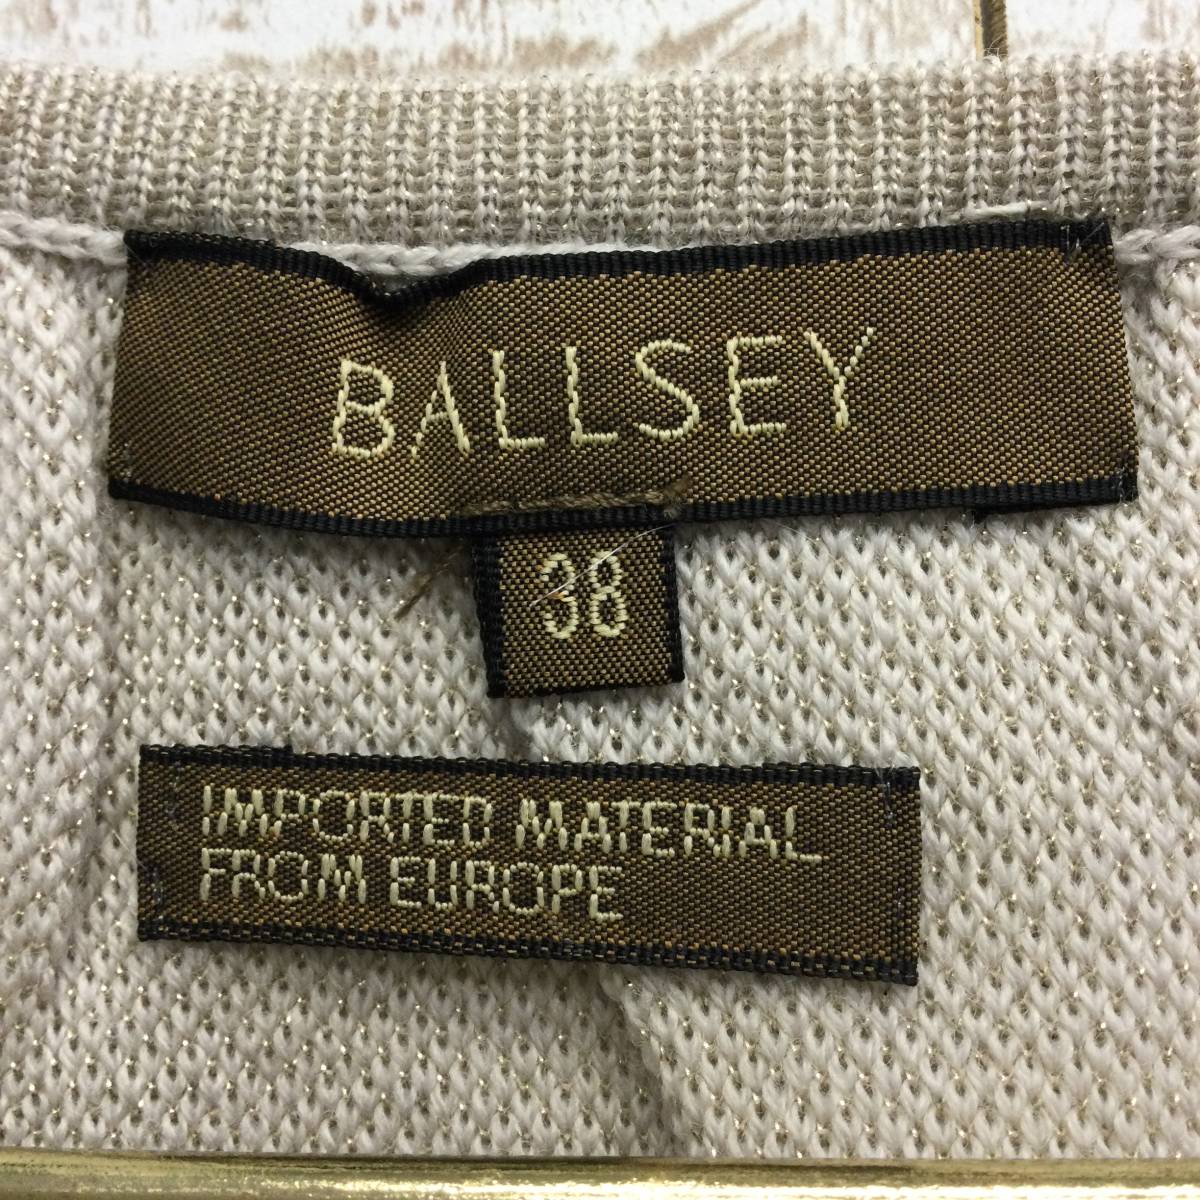 BALLSEY
38
IMPORTED MATERIAL
FROM EUROPE